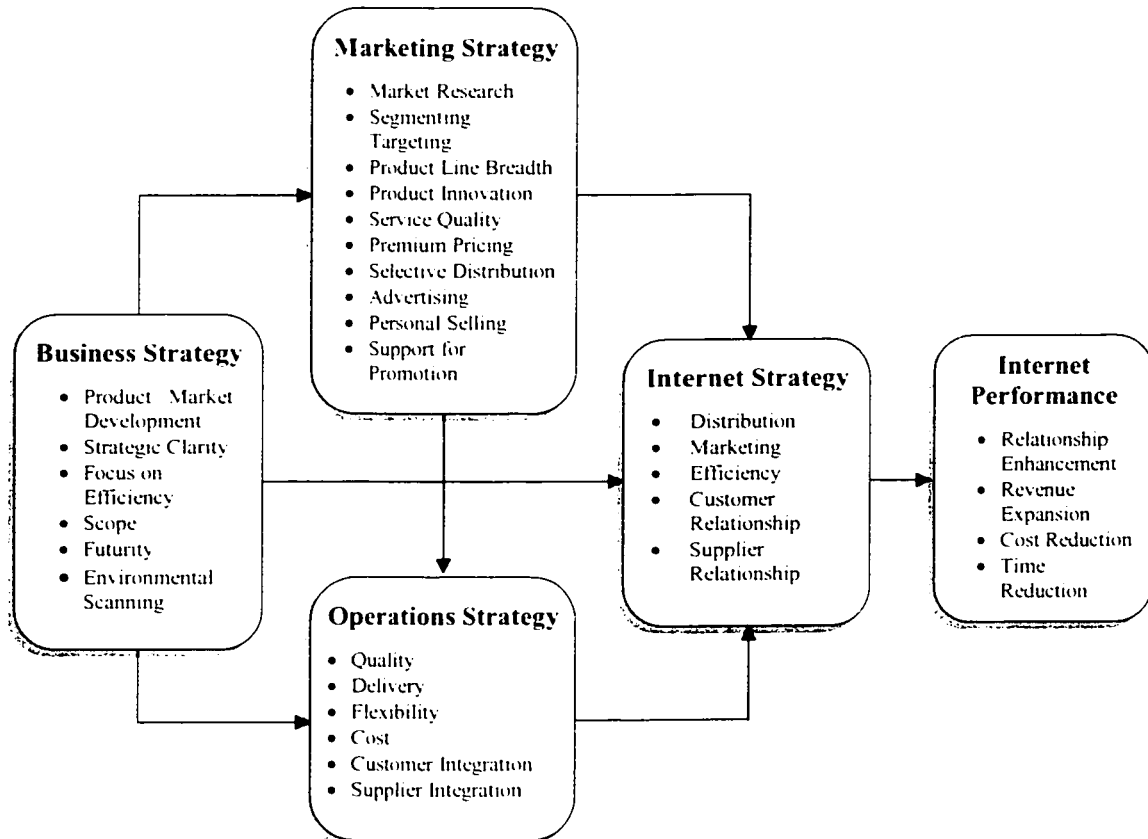 Marketing Strategy
• Market Research
• Segmenting
Targeting
• Product Line Breadth
• Product Innovation
• Service Quality
• Premium Pricing
• Selective Distribution
• Advertising
• Personal Selling
• Support for
Promotion
Business Strategy
• Product Market
Development
• Strategic Clarity
• Focus on
Efficiency
• Scope
• Futurity
• Environmental
Scanning
Operations Strategy
• Quality
• Delivery
• Flexibility
• Cost
• Customer Integration
• Supplier Integration
Internet Strategy
• Distribution
• Marketing
• Efficiency
• Customer
Relationship
• Supplier
Relationship
Internet
Performance
• Relationship
Enhancement
• Revenue
Expansion
• Cost Reduction
• Time
Reduction